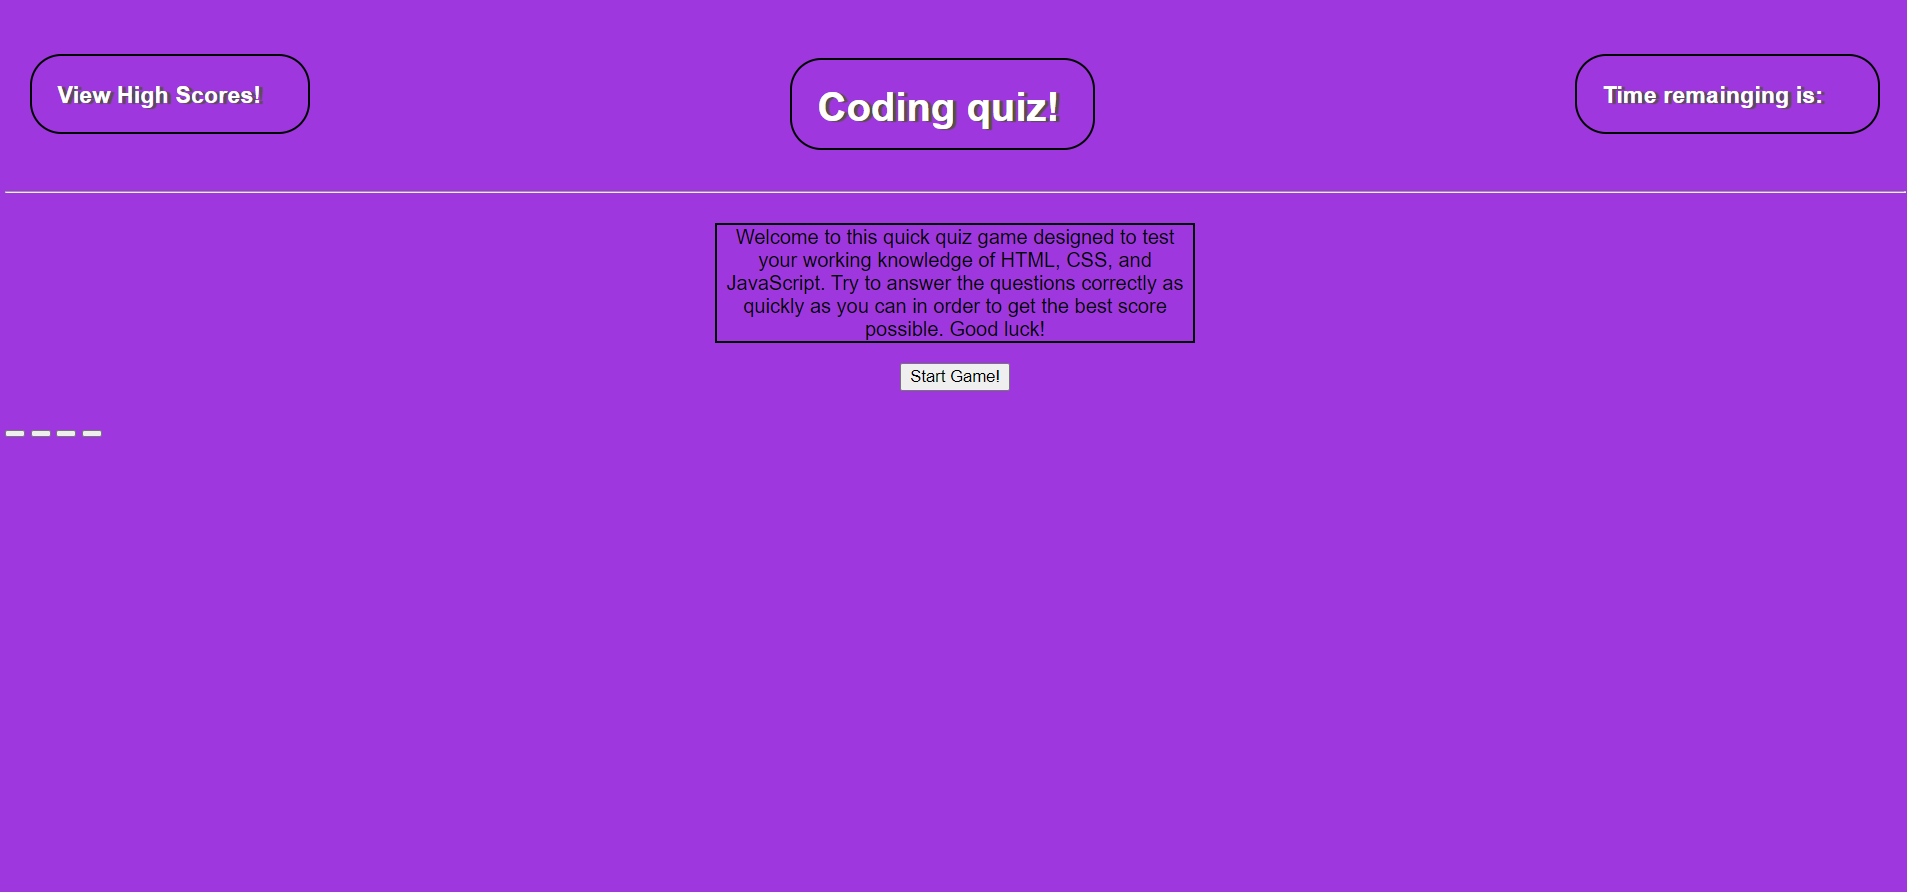 View High Scores!
Coding quiz!
Time remainging is:
Welcome to this quick quiz game designed to test
your working knowledge of HTML, CSS, and
JavaScript. Try to answer the questions correctly as
quickly as you can in order to get the best score
possible. Good luck!
Start Game!